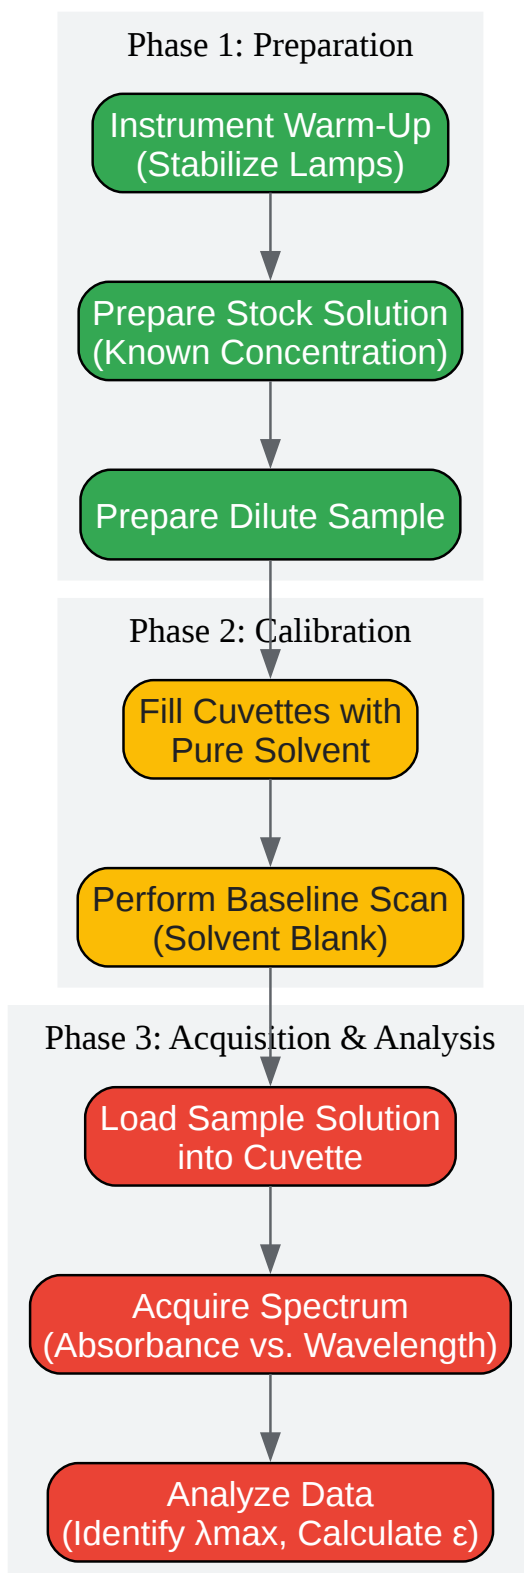 Phase 1: Preparation
Instrument Warm-Up
(Stabilize Lamps)
Prepare Stock Solution
(Known Concentration)
Prepare Dilute Sample
Phase 2: Calibration
Fill Cuvettes with
Pure Solvent
Perform Baseline Scan
(Solvent Blank)
Phase 3: Acquisition & Analysis
Load Sample Solution
into Cuvette
Acquire Spectrum
(Absorbance vs. Wavelength)
Analyze Data
(Identify λmax, Calculate ε)